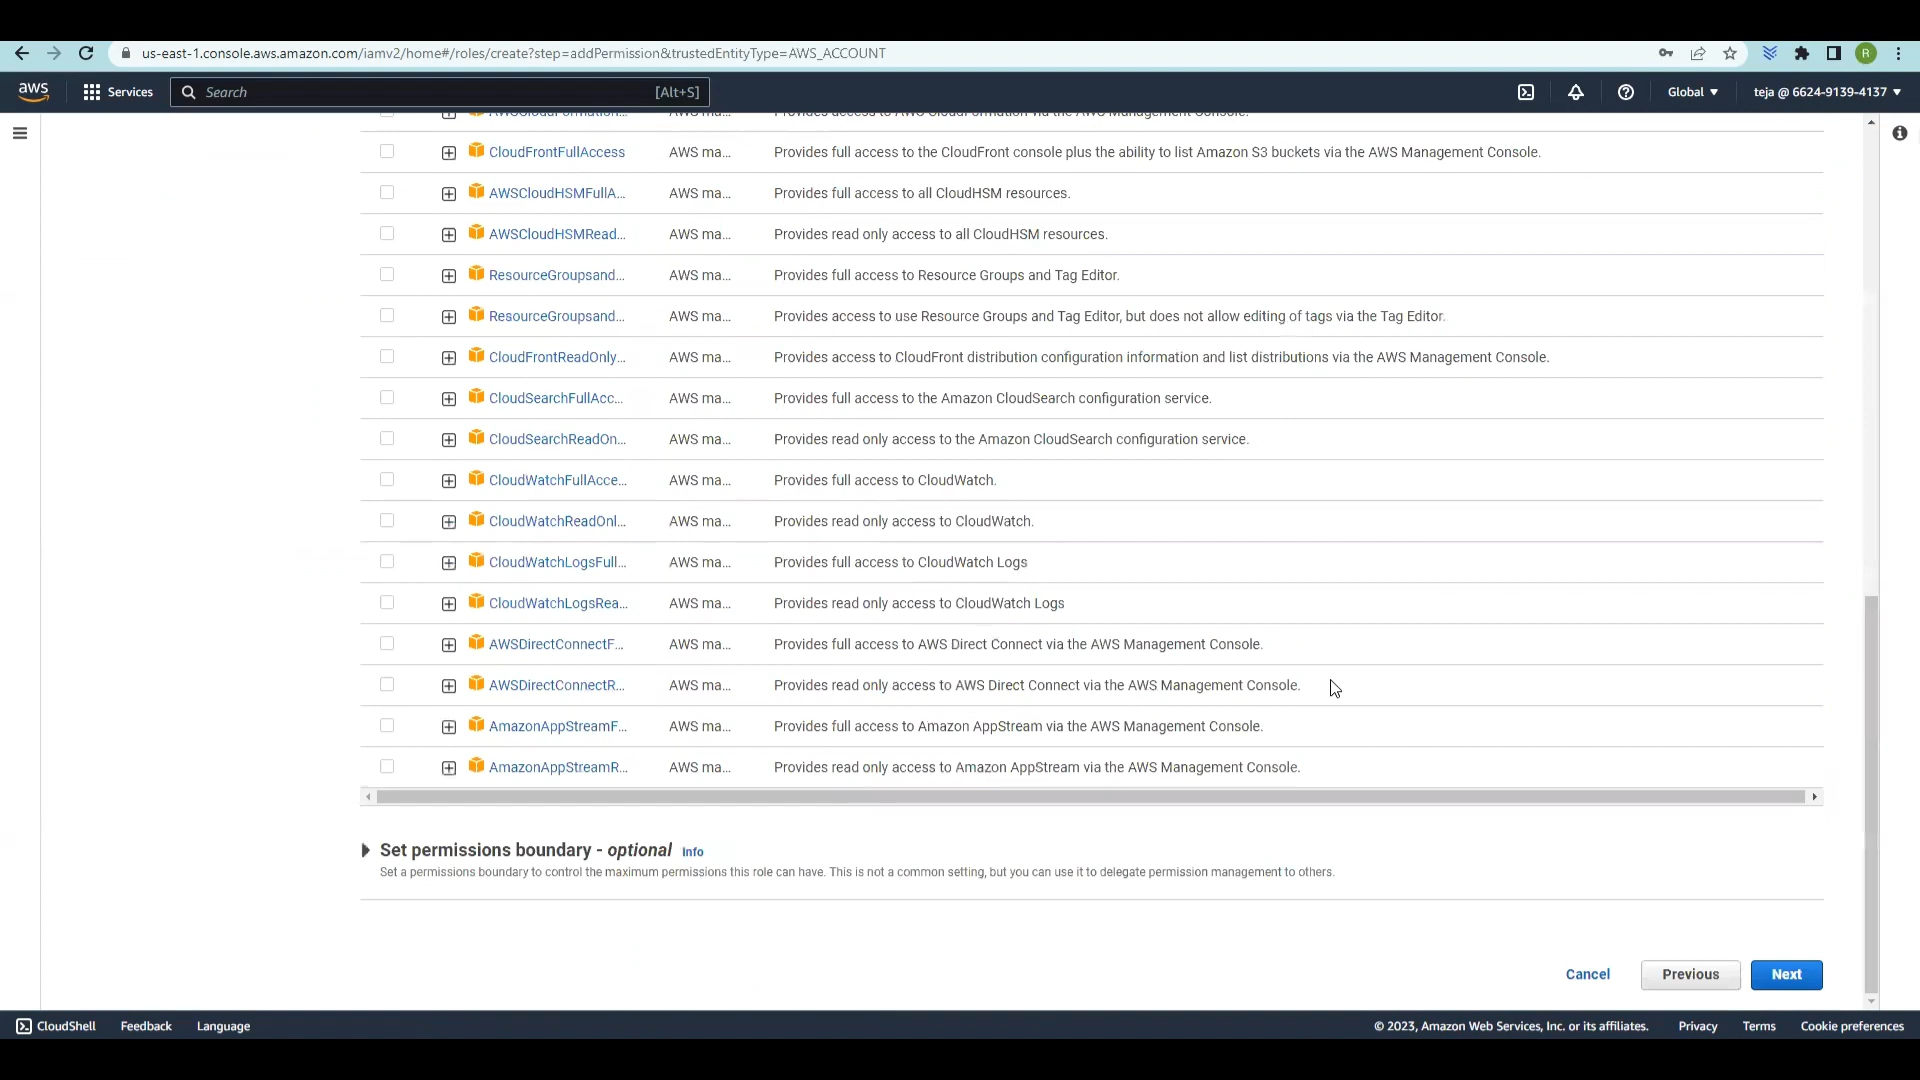 us-east-1.console.aws.amazon.com/iamv2/home#/roles/create?step=addPermission&trustedEntityType=AWS_ACCOUNT
R
aws Services Search [Alt+S] Global teja @ 6624-9139-4137
AWSCloudFormation... Provides access to AWS CloudFormation via the AWS Management Console.
CloudFrontFullAccess AWS ma... Provides full access to the CloudFront console plus the ability to list Amazon S3 buckets via the AWS Management Console.
AWSCloudHSMFullA... AWS ma... Provides full access to all CloudHSM resources.
AWSCloudHSMRead... AWS ma... Provides read only access to all CloudHSM resources.
ResourceGroupsand... AWS ma... Provides full access to Resource Groups and Tag Editor.
ResourceGroupsand... AWS ma... Provides access to use Resource Groups and Tag Editor, but does not allow editing of tags via the Tag Editor.
CloudFrontReadOnly... AWS ma... Provides access to CloudFront distribution configuration information and list distributions via the AWS Management Console.
CloudSearchFullAcc... AWS ma... Provides full access to the Amazon CloudSearch configuration service.
CloudSearchReadOn... AWS ma... Provides read only access to the Amazon CloudSearch configuration service.
CloudWatchFullAcce... AWS ma... Provides full access to CloudWatch.
CloudWatchReadOnl... AWS ma... Provides read only access to CloudWatch.
CloudWatchLogsFull... AWS ma... Provides full access to CloudWatch Logs
CloudWatchLogsRea... AWS ma... Provides read only access to CloudWatch Logs
AWSDirectConnectF... AWS ma... Provides full access to AWS Direct Connect via the AWS Management Console.
AWSDirectConnectR... AWS ma... Provides read only access to AWS Direct Connect via the AWS Management Console.
AmazonAppStreamF... AWS ma... Provides full access to Amazon AppStream via the AWS Management Console.
AmazonAppStreamR... AWS ma... Provides read only access to Amazon AppStream via the AWS Management Console.
Set permissions boundary - optional Info
Set a permissions boundary to control the maximum permissions this role can have. This is not a common setting, but you can use it to delegate permission management to others.
Cancel Previous Next
CloudShell Feedback Language © 2023, Amazon Web Services, Inc. or its affiliates. Privacy Terms Cookie preferences